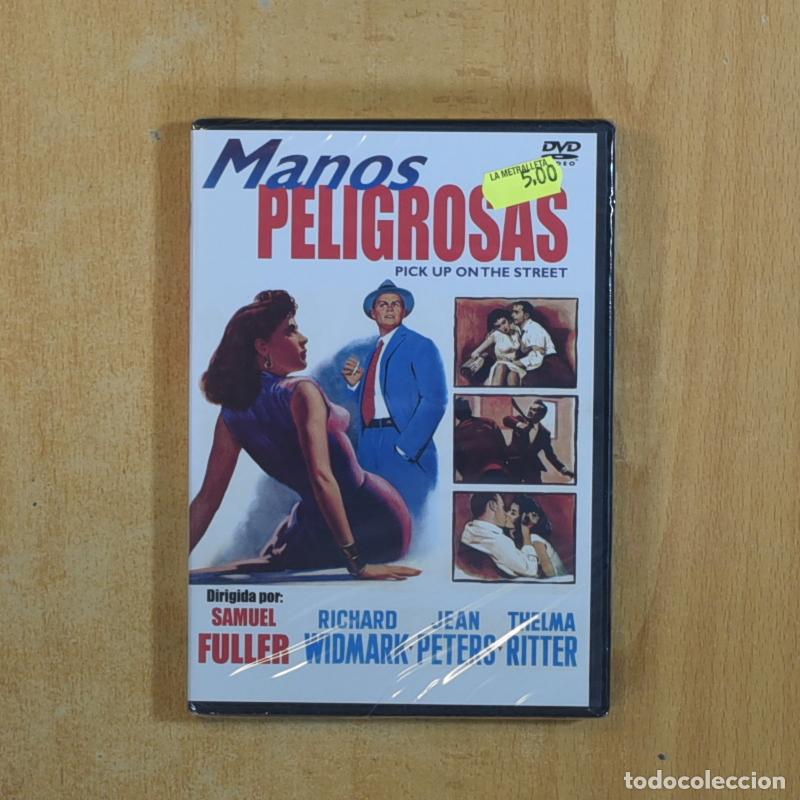 Manos
PELIGROSAS
PICK UP ON THE STREET
DVD
LA METRALLETA
5,00
Dirigida por:
SAMUEL
FULLER
RICHARD JEAN THELMA
WIDMARK · PETERS · RITTER
todocoleccion